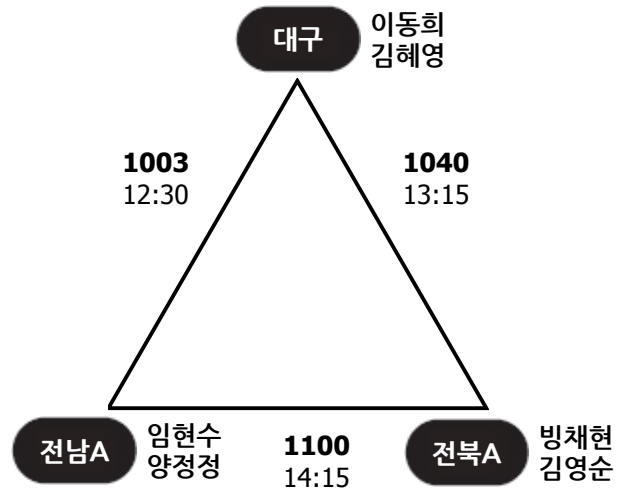 대구
이동희
김혜영
1003
12:30
1040
13:15
전남A
임현수
양정정
1100
14:15
전북A
빙채현
김영순